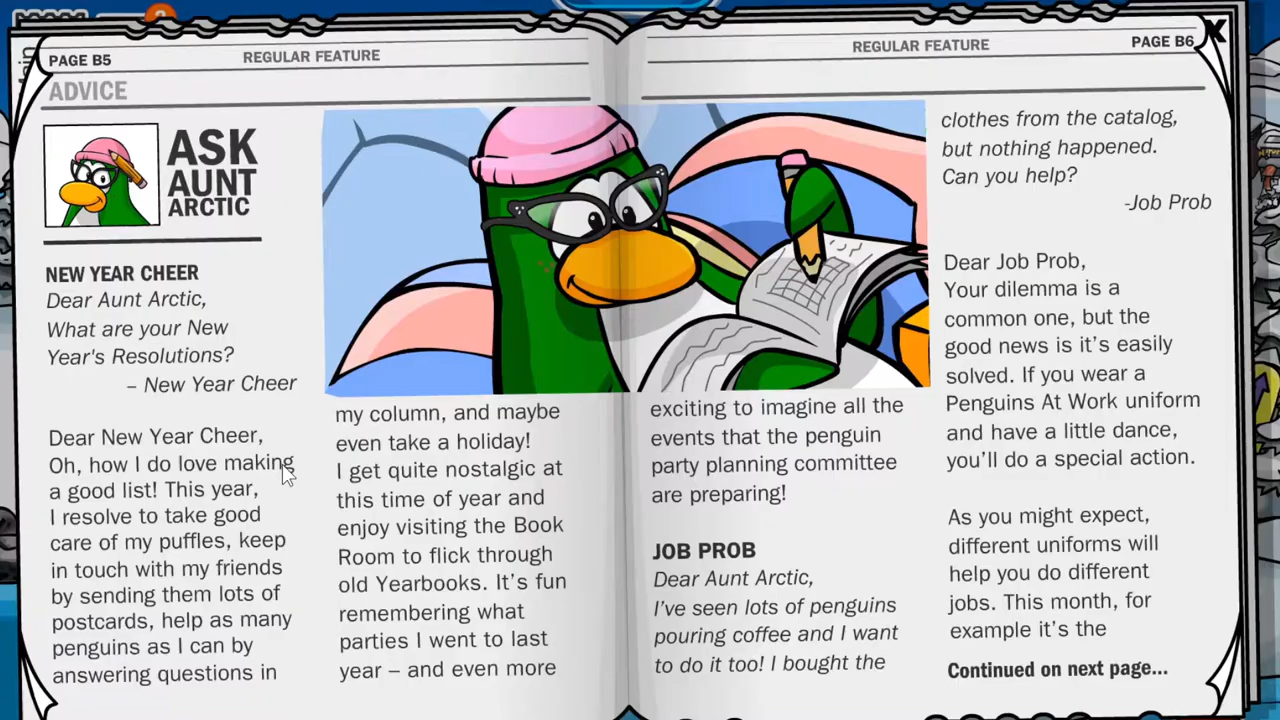 PAGE B5
REGULAR FEATURE
ADVICE
ASK
AUNT
ARCTIC
NEW YEAR CHEER
Dear Aunt Arctic,
What are your New
Year's Resolutions?
– New Year Cheer
Dear New Year Cheer,
Oh, how I do love making
a good list! This year,
I resolve to take good
care of my puffles, keep
in touch with my friends
by sending them lots of
postcards, help as many
penguins as I can by
answering questions in
my column, and maybe
even take a holiday!
I get quite nostalgic at
this time of year and
enjoy visiting the Book
Room to flick through
old Yearbooks. It's fun
remembering what
parties I went to last
year – and even more
REGULAR FEATURE
PAGE B6
exciting to imagine all the
events that the penguin
party planning committee
are preparing!
JOB PROB
Dear Aunt Arctic,
I've seen lots of penguins
pouring coffee and I want
to do it too! I bought the
clothes from the catalog,
but nothing happened.
Can you help?
-Job Prob
Dear Job Prob,
Your dilemma is a
common one, but the
good news is it's easily
solved. If you wear a
Penguins At Work uniform
and have a little dance,
you'll do a special action.
As you might expect,
different uniforms will
help you do different
jobs. This month, for
example it's the
Continued on next page...